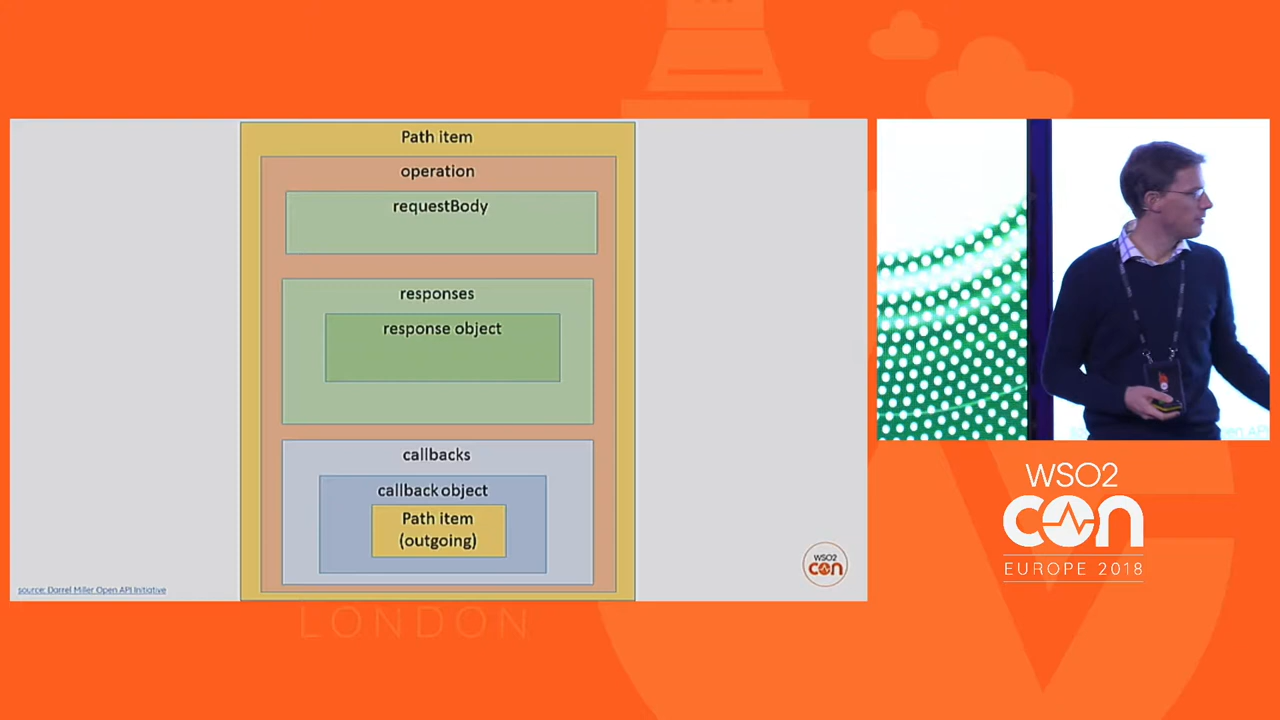 Path item
operation
requestBody
responses
response object
callbacks
callback object
Path item
(outgoing)
source: Darrel Miller Open API Initiative
WSO2
CON
WSO2
CON
EUROPE 2018
LONDON